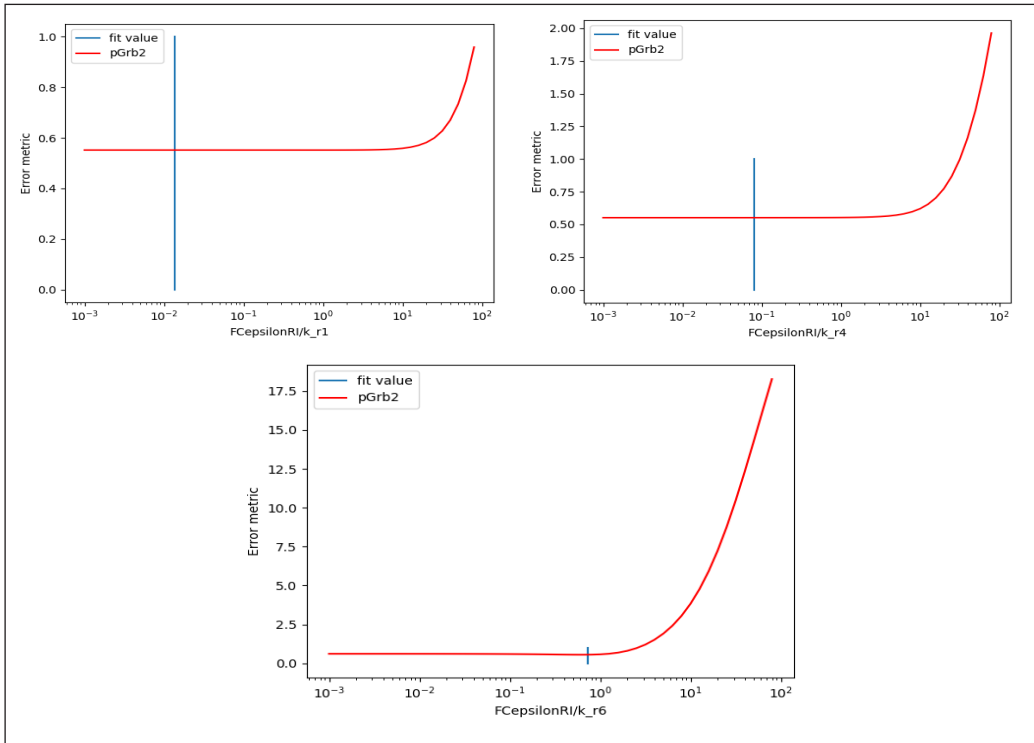 fit value
pGrb2
1.0
0.8
0.6
0.4
0.2
0.0
Error metric
10⁻³ 10⁻² 10⁻¹ 10⁰ 10¹ 10²
FCepsilonRI/k_r1
fit value
pGrb2
2.00
1.75
1.50
1.25
1.00
0.75
0.50
0.25
0.00
Error metric
10⁻³ 10⁻² 10⁻¹ 10⁰ 10¹ 10²
FCepsilonRI/k_r4
fit value
pGrb2
17.5
15.0
12.5
10.0
7.5
5.0
2.5
0.0
Error metric
10⁻³ 10⁻² 10⁻¹ 10⁰ 10¹ 10²
FCepsilonRI/k_r6